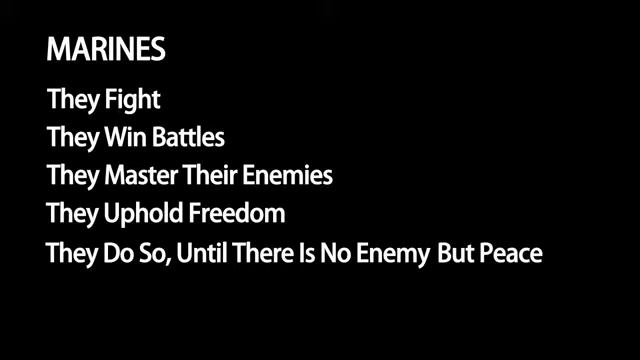 MARINES
They Fight
They Win Battles
They Master Their Enemies
They Uphold Freedom
They Do So, Until There Is No Enemy But Peace